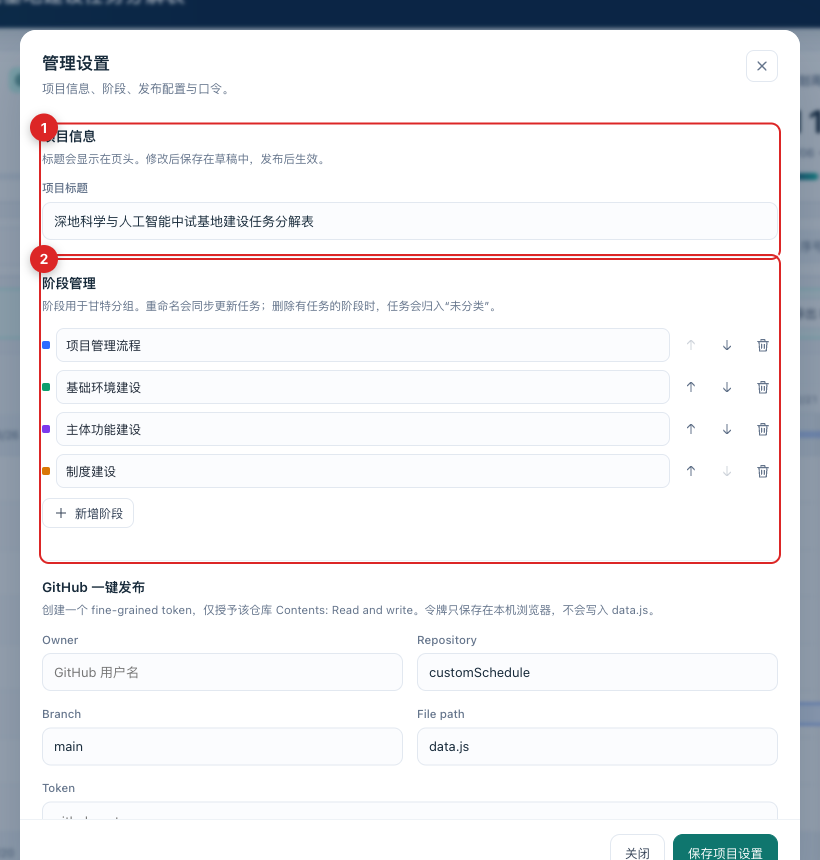 管理设置
项目信息、阶段、发布配置与口令。
1
项目信息
标题会显示在页头。修改后保存在草稿中，发布后生效。
项目标题
深地科学与人工智能中试基地建设任务分解表
2
阶段管理
阶段用于甘特分组。重命名会同步更新任务；删除有任务的阶段时，任务会归入“未分类”。
项目管理流程
基础环境建设
主体功能建设
制度建设
新增阶段
GitHub 一键发布
创建一个 fine-grained token，仅授予该仓库 Contents: Read and write。令牌只保存在本机浏览器，不会写入 data.js。
Owner Repository
GitHub 用户名 customSchedule
Branch File path
main data.js
Token
关闭 保存项目设置